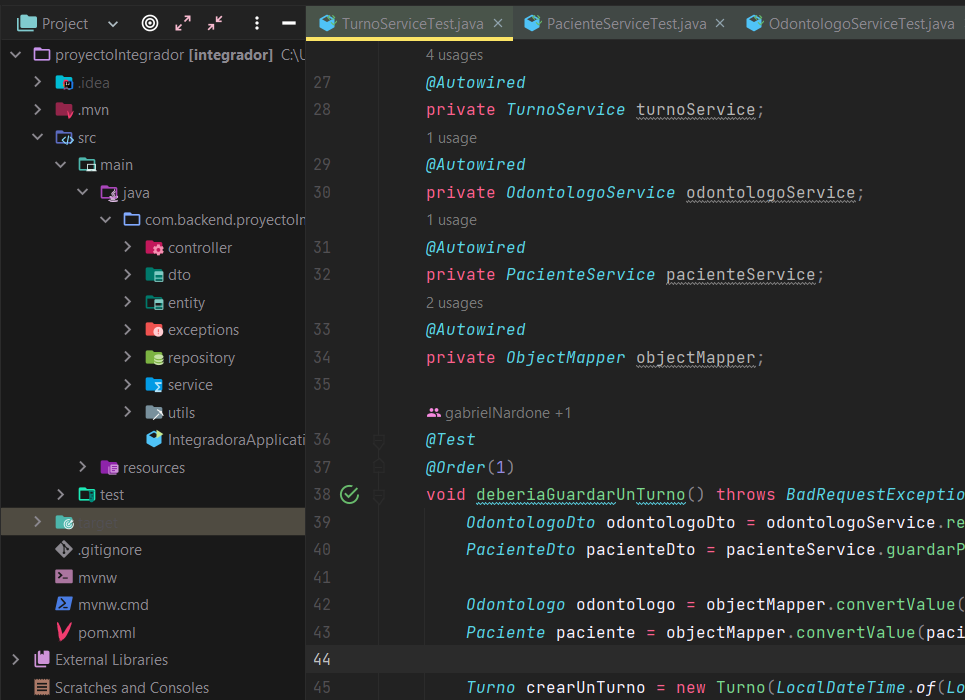 Project
TurnoServiceTest.java
PacienteServiceTest.java
OdontologoServiceTest.java
proyectoIntegrador [integrador] C:\U
.idea
.mvn
src
main
java
com.backend.proyectoIn
controller
dto
entity
exceptions
repository
service
utils
IntegradoraApplicati
resources
test
target
.gitignore
mvnw
mvnw.cmd
pom.xml
External Libraries
Scratches and Consoles
4 usages
27 @Autowired
28 private TurnoService turnoService;
1 usage
29 @Autowired
30 private OdontologoService odontologoService;
1 usage
31 @Autowired
32 private PacienteService pacienteService;
2 usages
33 @Autowired
34 private ObjectMapper objectMapper;
35
gabrielNardone +1
36 @Test
37 @Order(1)
38 void deberiaGuardarUnTurno() throws BadRequestExceptio
39 OdontologoDto odontologoDto = odontologoService.re
40 PacienteDto pacienteDto = pacienteService.guardarP
41
42 Odontologo odontologo = objectMapper.convertValue(
43 Paciente paciente = objectMapper.convertValue(paci
44
45 Turno crearUnTurno = new Turno(LocalDateTime.of(Lo